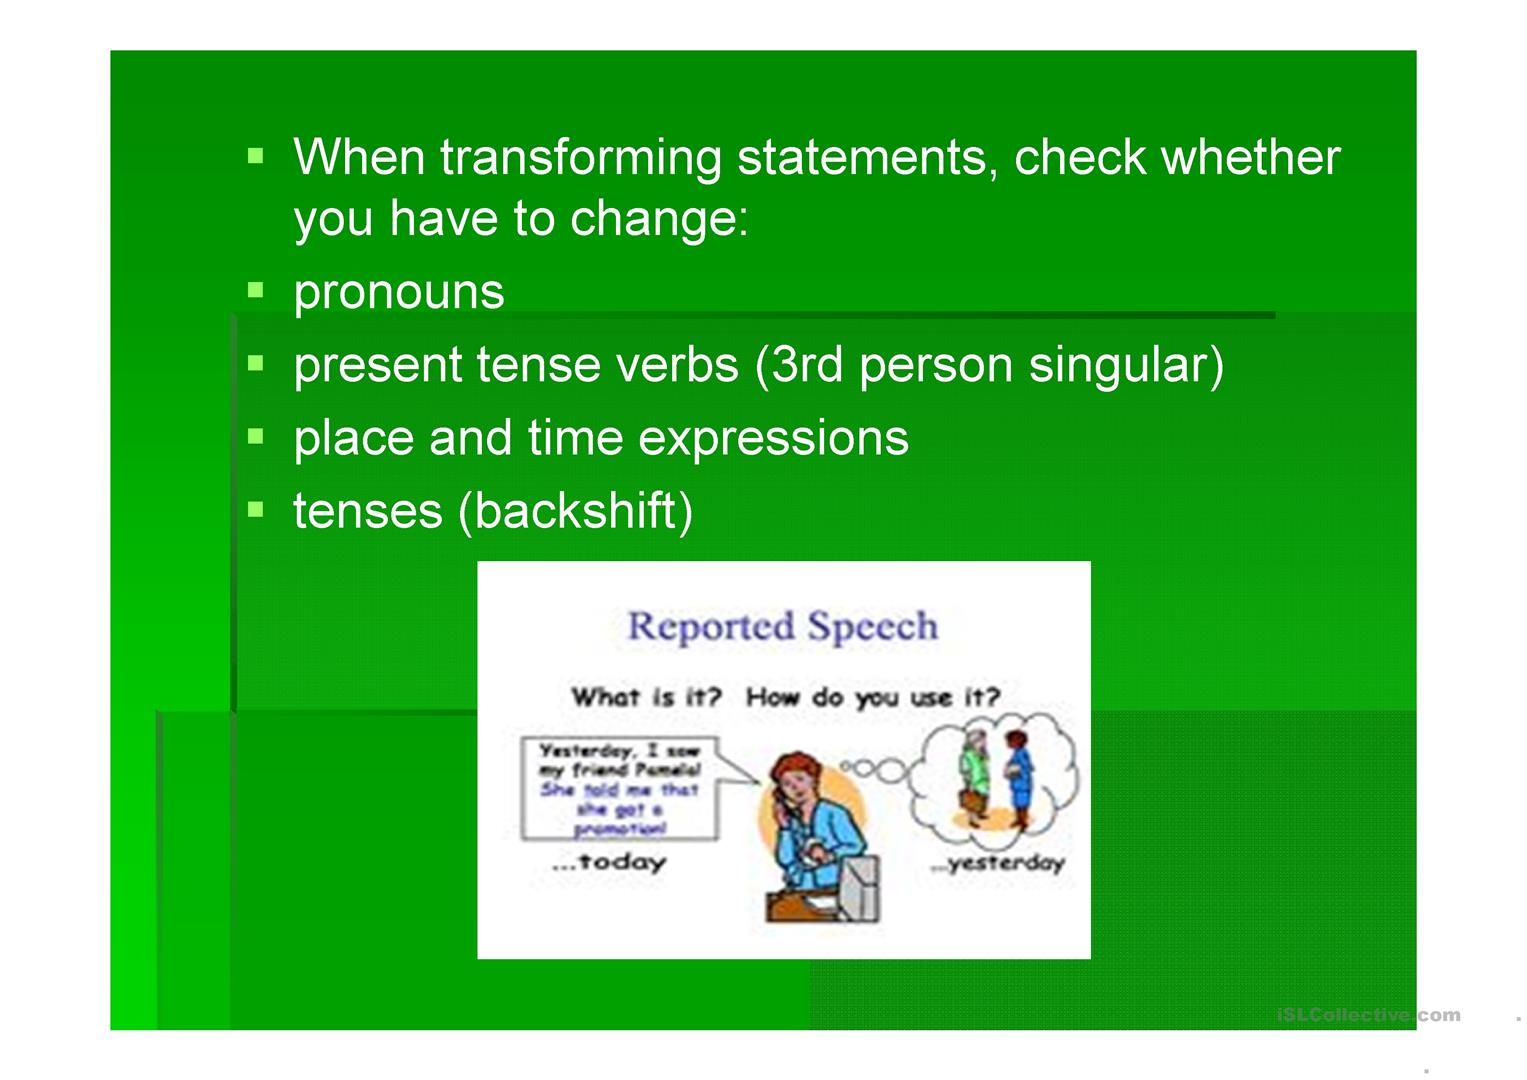 When transforming statements, check whether
you have to change:
pronouns
present tense verbs (3rd person singular)
place and time expressions
tenses (backshift)
Reported Speech
What is it? How do you use it?
Yesterday, I saw
my friend Pamela!
She told me that
she got a
promotion!
...today
...yesterday
iSLCollective.com